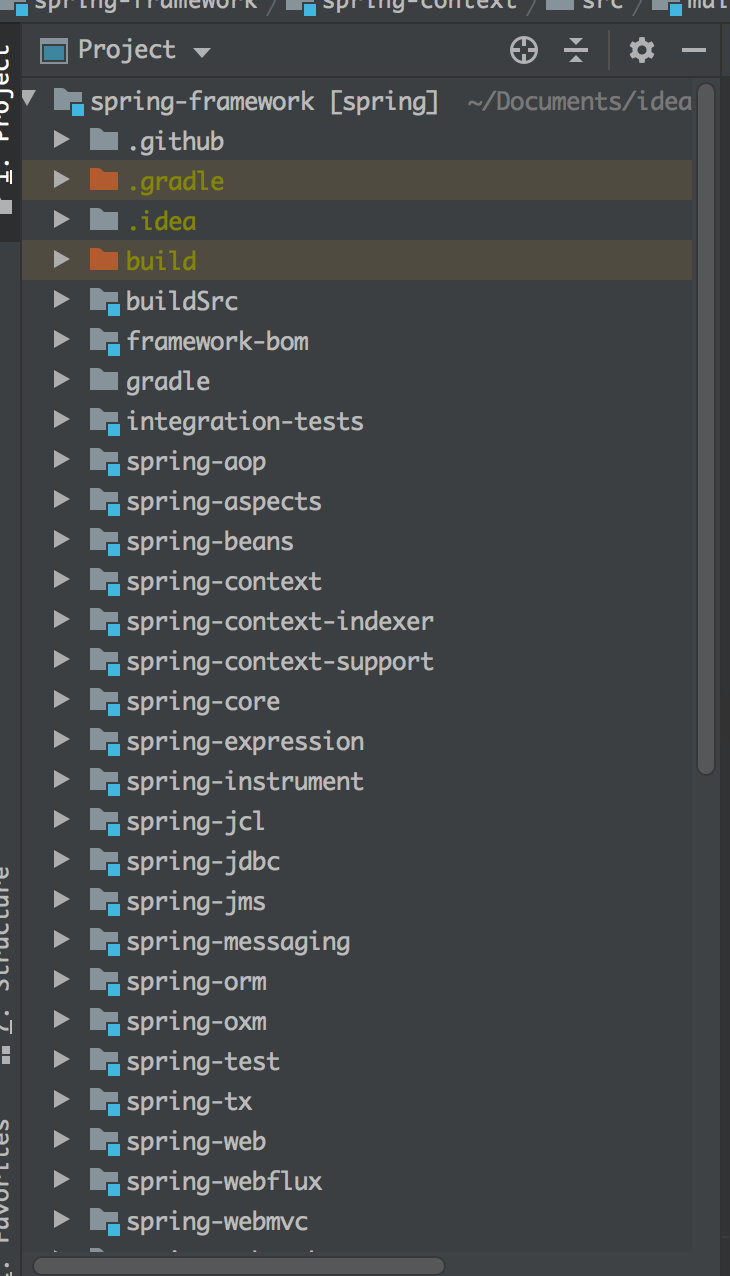 spring-framework / spring-context / src /
Project
spring-framework [spring] ~/Documents/idea
.github
.gradle
.idea
build
buildSrc
framework-bom
gradle
integration-tests
spring-aop
spring-aspects
spring-beans
spring-context
spring-context-indexer
spring-context-support
spring-core
spring-expression
spring-instrument
spring-jcl
spring-jdbc
spring-jms
spring-messaging
spring-orm
spring-oxm
spring-test
spring-tx
spring-web
spring-webflux
spring-webmvc
1: Project
7: Structure
Favorites